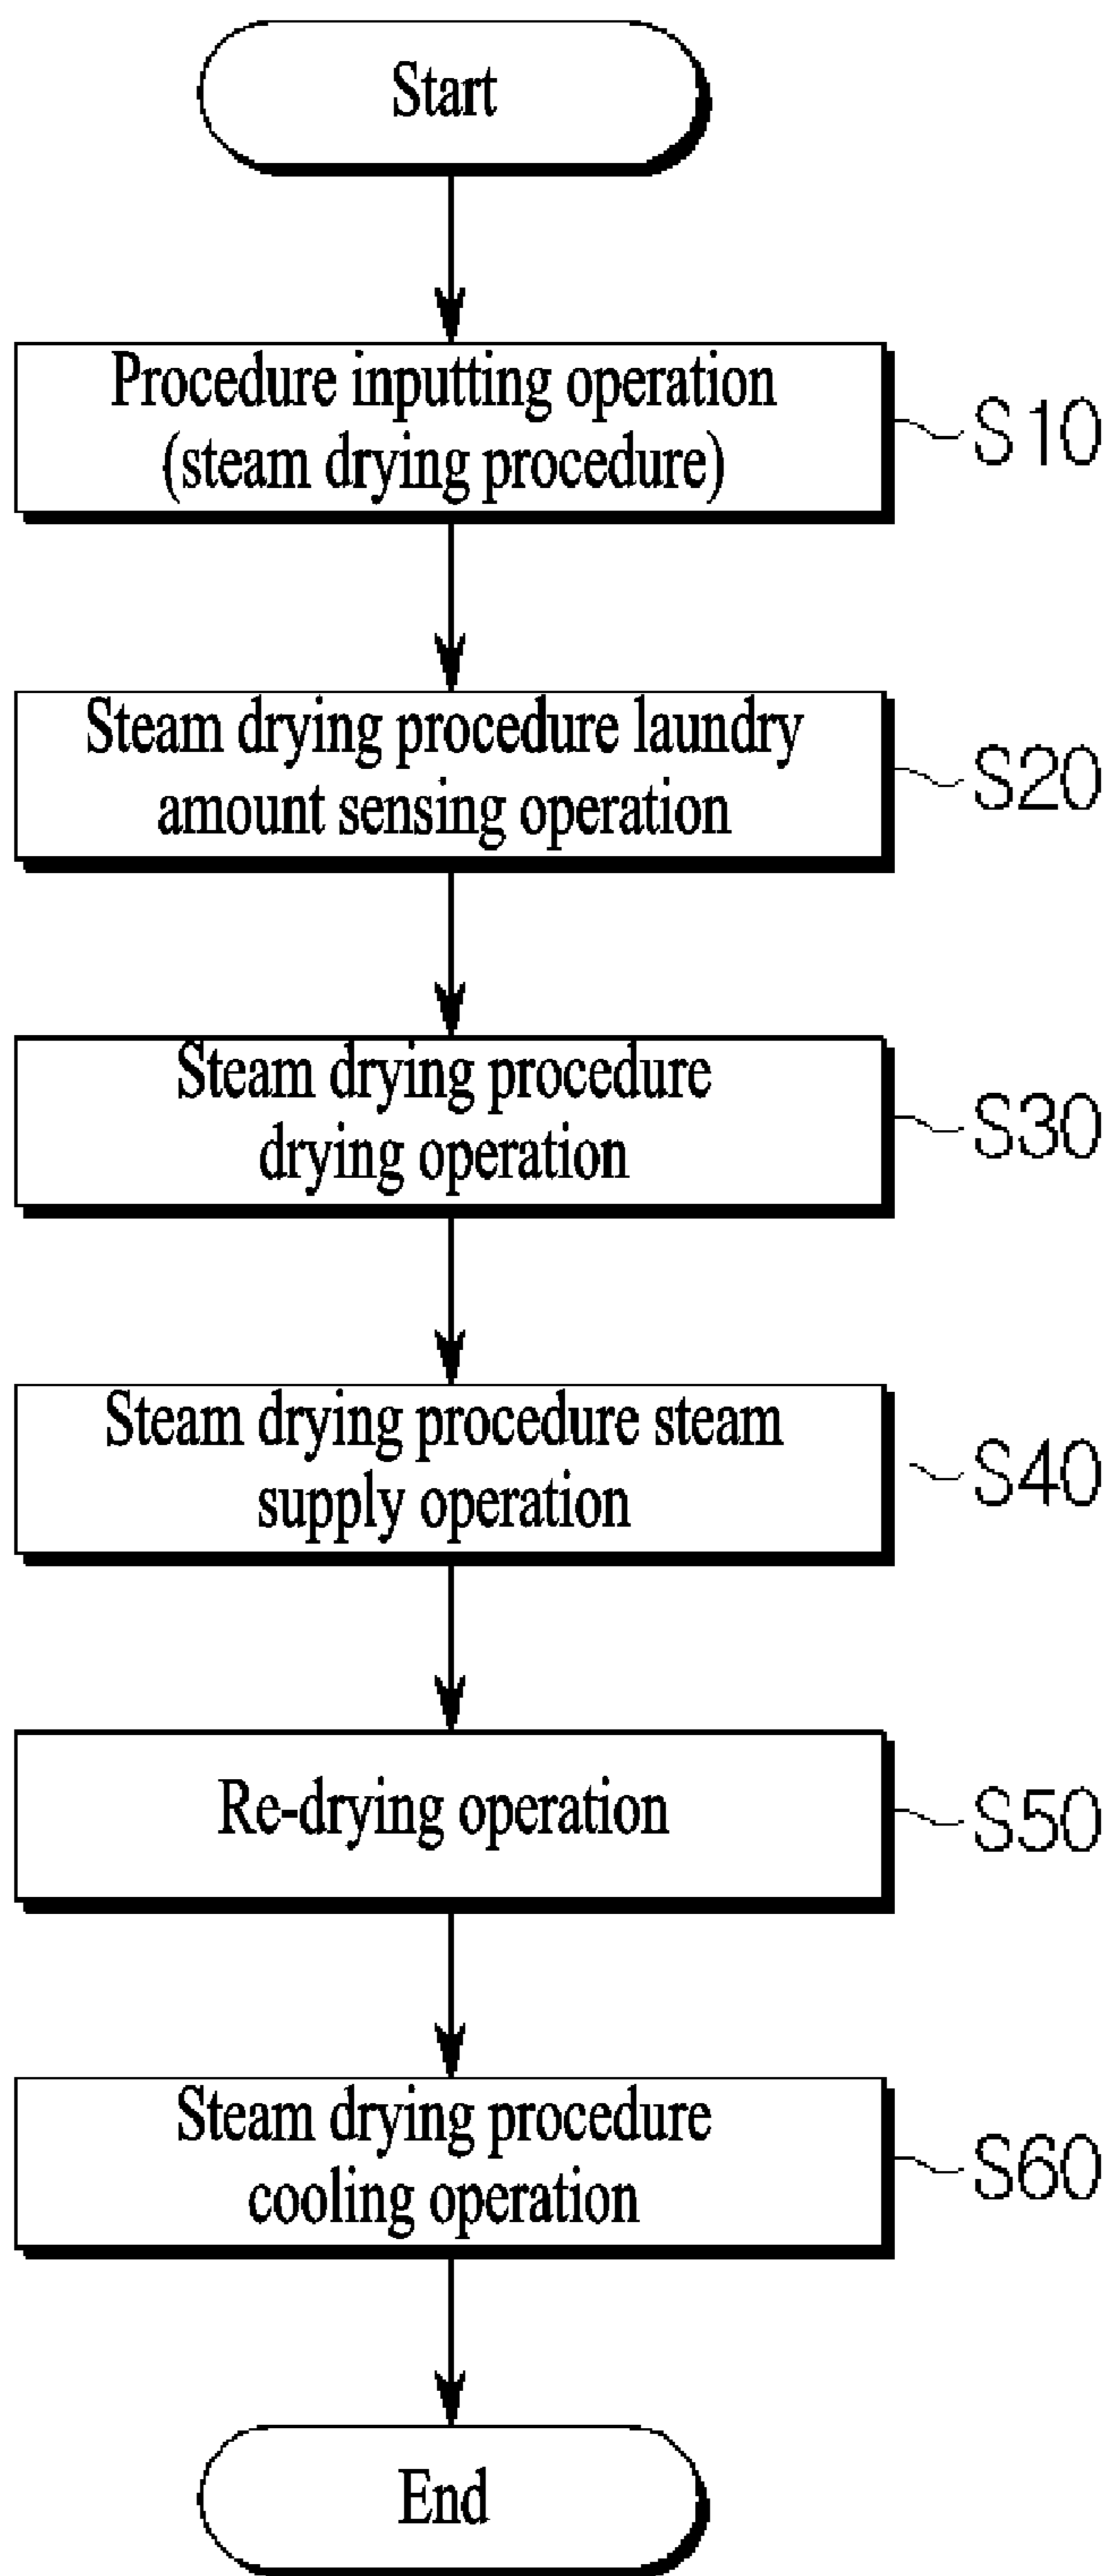 Start
Procedure inputting operation
(steam drying procedure)
S10
Steam drying procedure laundry
amount sensing operation
S20
Steam drying procedure
drying operation
S30
Steam drying procedure steam
supply operation
S40
Re-drying operation
S50
Steam drying procedure
cooling operation
S60
End